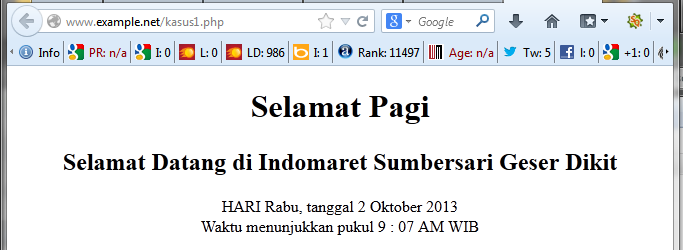 www.example.net/kasus1.php
Google
Info PR: n/a I: 0 L: 0 LD: 986 I: 1 Rank: 11497 Age: n/a Tw: 5 I: 0 +1: 0
Selamat Pagi
Selamat Datang di Indomaret Sumbersari Geser Dikit
HARI Rabu, tanggal 2 Oktober 2013
Waktu menunjukkan pukul 9 : 07 AM WIB